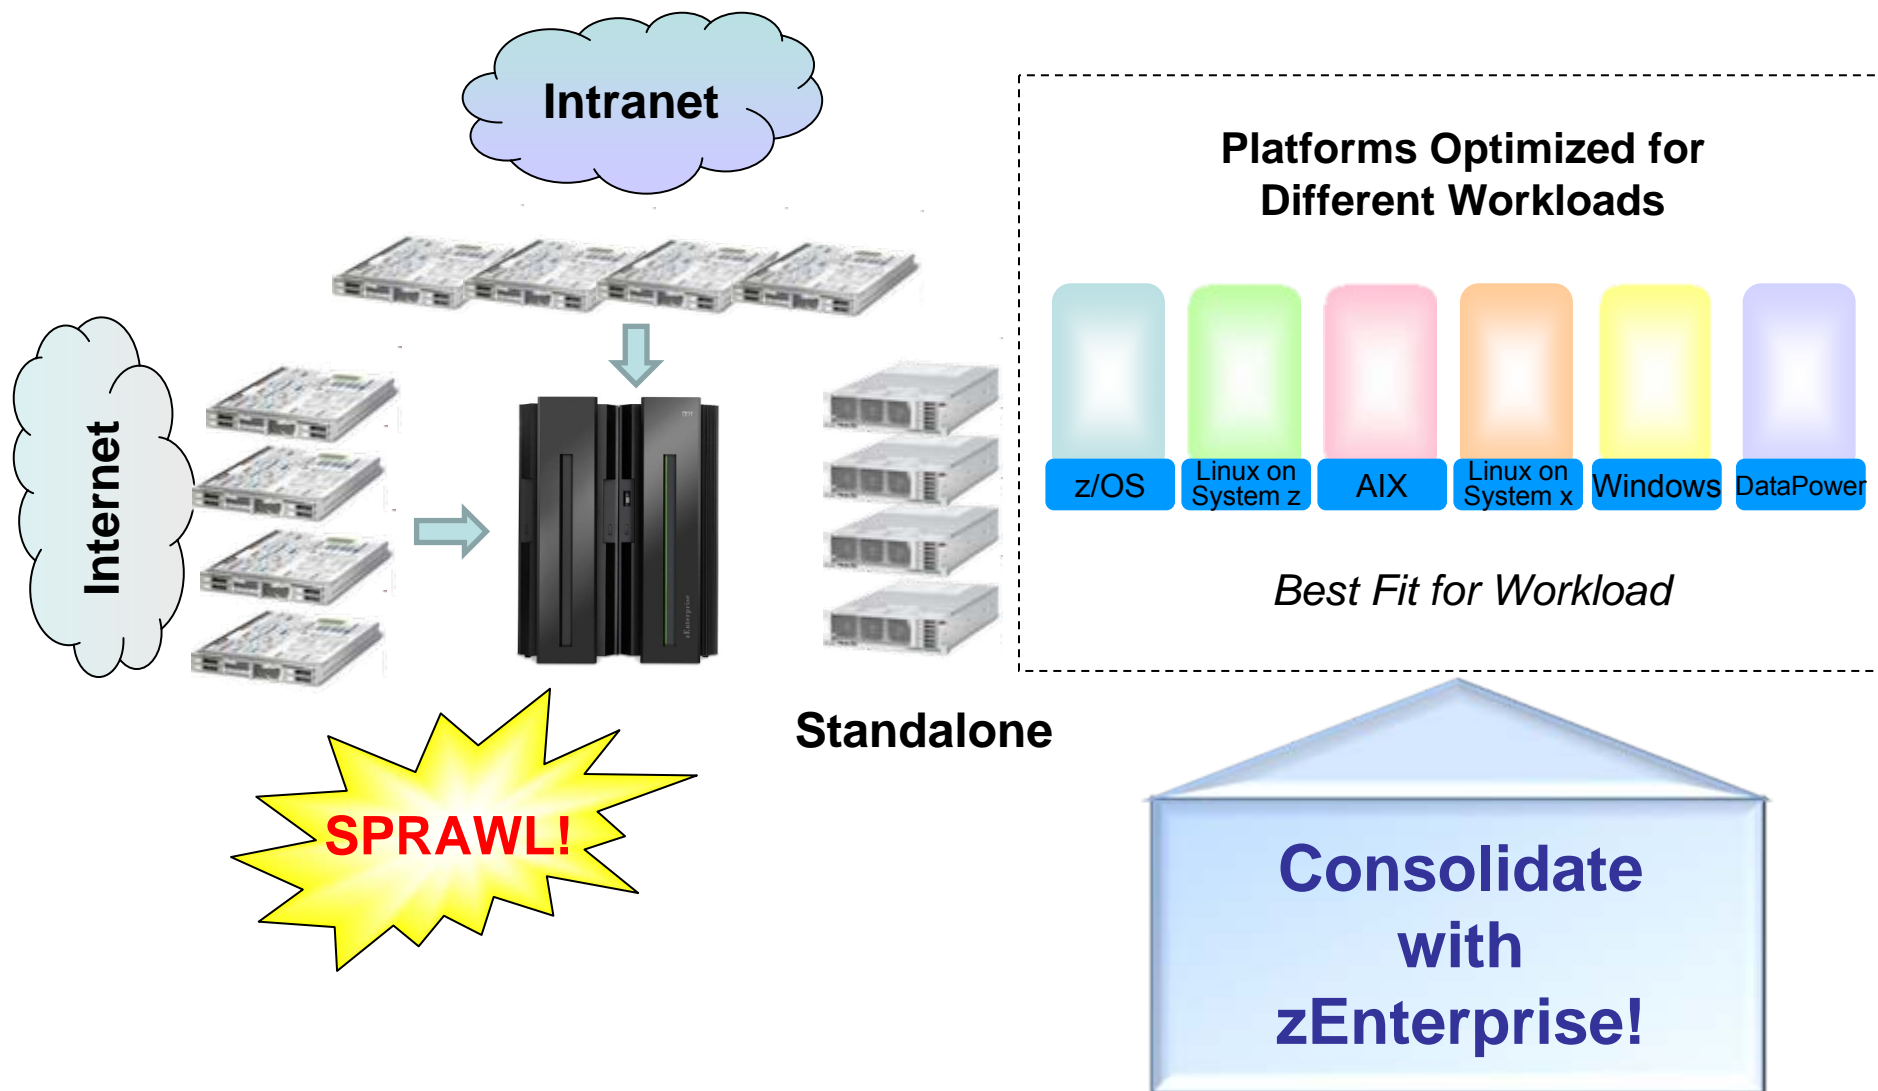 Intranet
Platforms Optimized for
Different Workloads
Internet
z/OS
Linux on
System z
AIX
Linux on
System x
Windows
DataPower
zEnterprise
Best Fit for Workload
Standalone
SPRAWL!
Consolidate
with
zEnterprise!